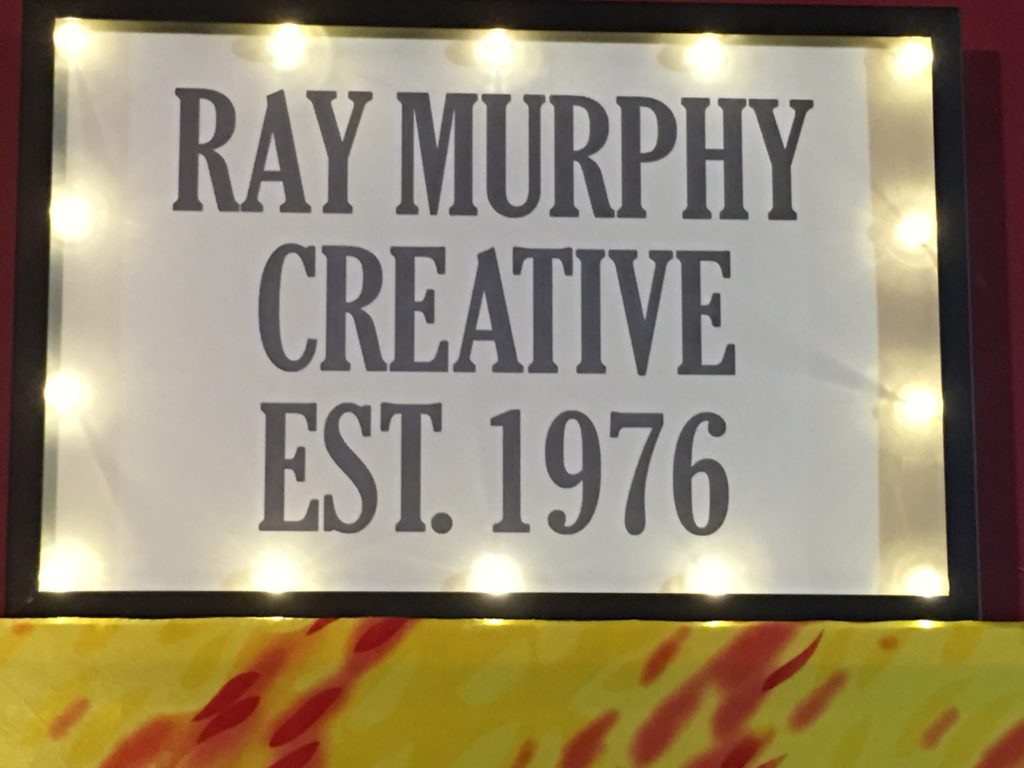 RAY MURPHY
CREATIVE
EST. 1976